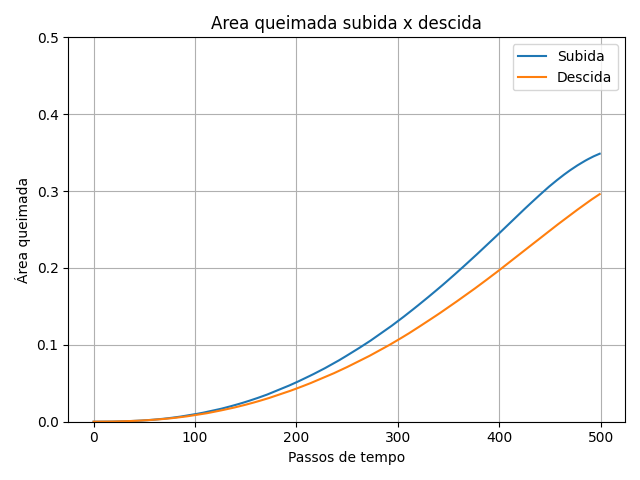 Area queimada subida x descida
0.5
0.4
0.3
0.2
0.1
0.0
Área queimada
Subida
Descida
0 100 200 300 400 500
Passos de tempo